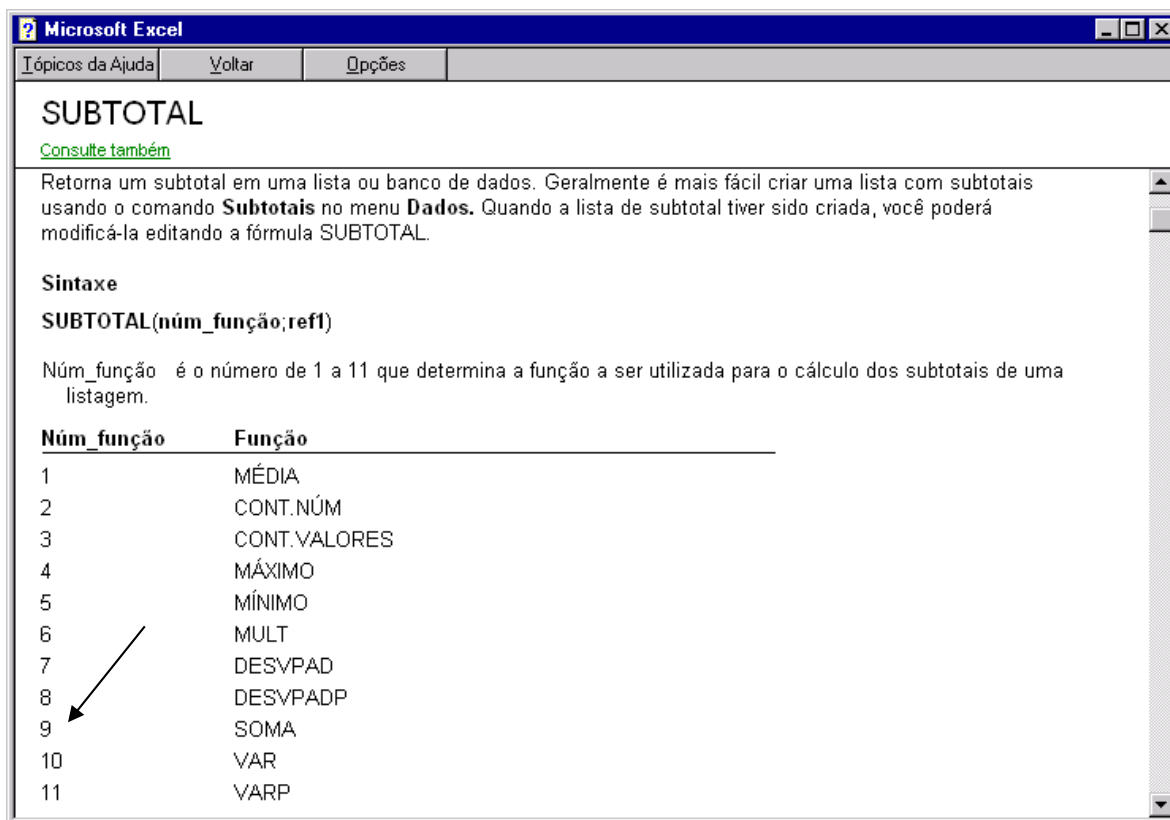 Microsoft Excel
Tópicos da Ajuda Voltar Opções
SUBTOTAL
Consulte também
Retorna um subtotal em uma lista ou banco de dados. Geralmente é mais fácil criar uma lista com subtotais
usando o comando Subtotais no menu Dados. Quando a lista de subtotal tiver sido criada, você poderá
modificá-la editando a fórmula SUBTOTAL.
Sintaxe
SUBTOTAL(núm_função;ref1)
Núm_função é o número de 1 a 11 que determina a função a ser utilizada para o cálculo dos subtotais de uma
listagem.
Núm_função Função
1 MÉDIA
2 CONT.NÚM
3 CONT.VALORES
4 MÁXIMO
5 MÍNIMO
6 MULT
7 DESVPAD
8 DESVPADP
9 SOMA
10 VAR
11 VARP